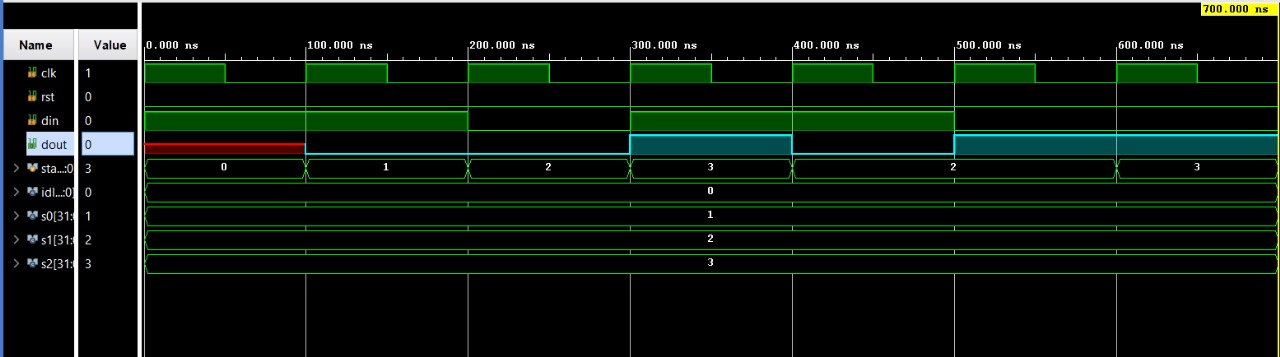 700.000 ns
Name Value 0.000 ns 100.000 ns 200.000 ns 300.000 ns 400.000 ns 500.000 ns 600.000 ns
clk 1
rst 0
din 0
dout 0
sta...:0] 3 0 1 2 3 2 3
idl...:0] 0 0
s0[31:0 1 1
s1[31:0 2 2
s2[31:0 3 3